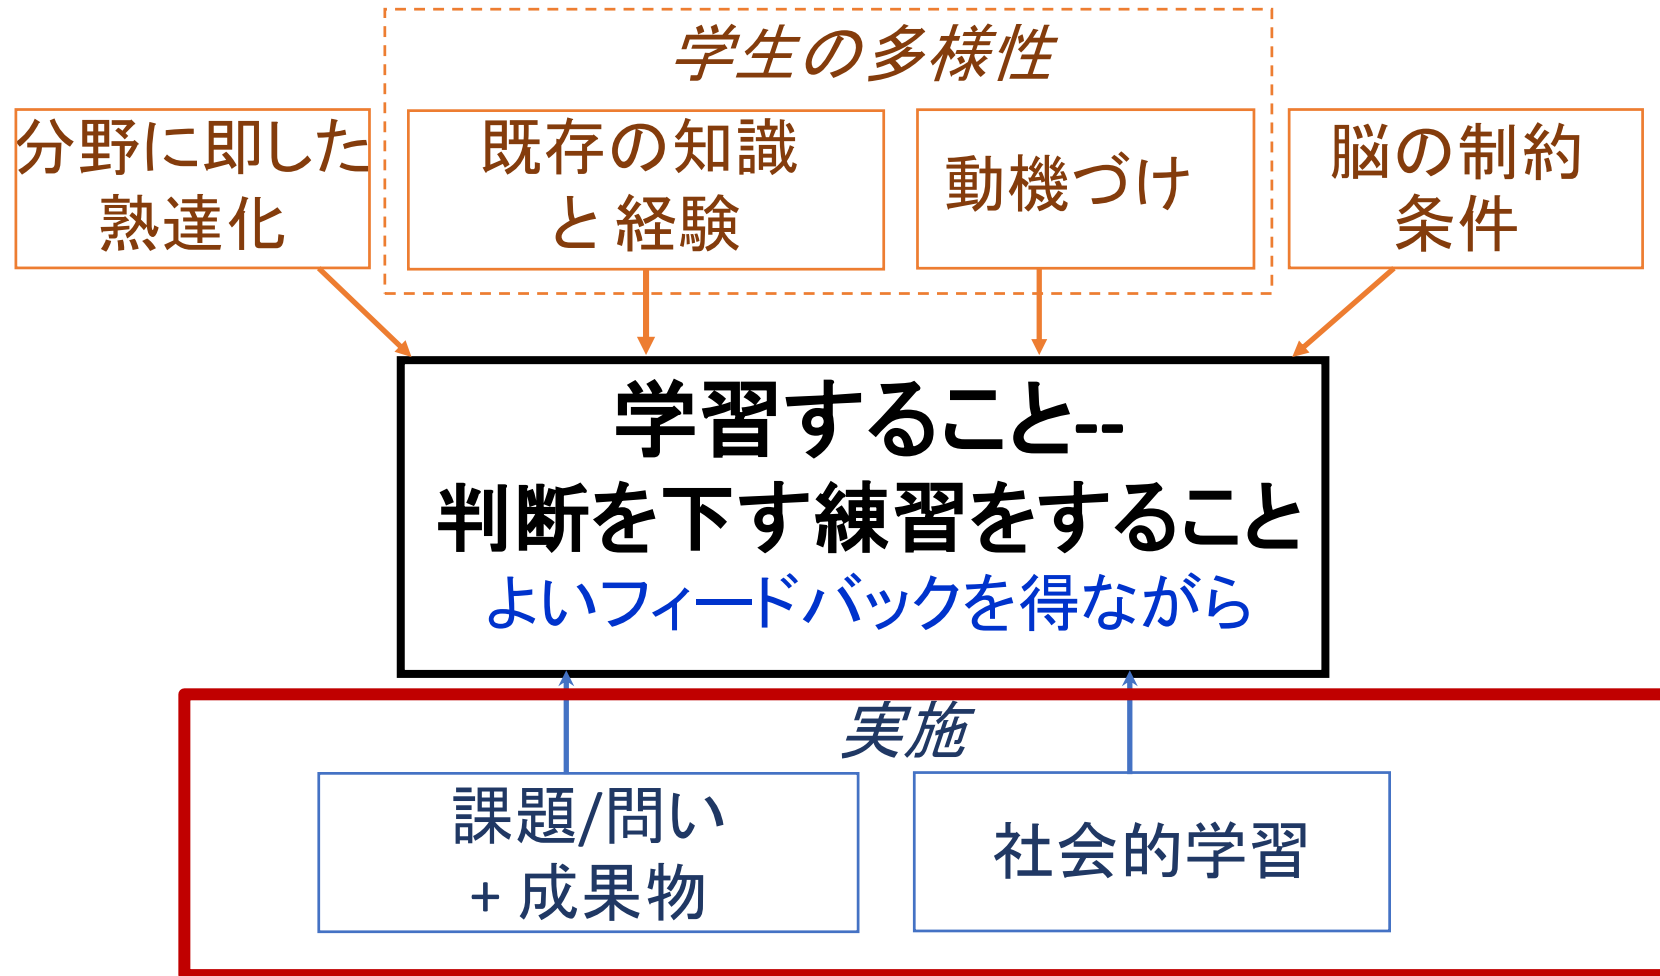 学生の多様性
分野に即した
熟達化
既存の知識
と 経験
動機づけ
脳の制約
条件
学習すること--
判断を下す練習をすること
よいフィードバックを得ながら
実施
課題/問い
+ 成果物
社会的学習